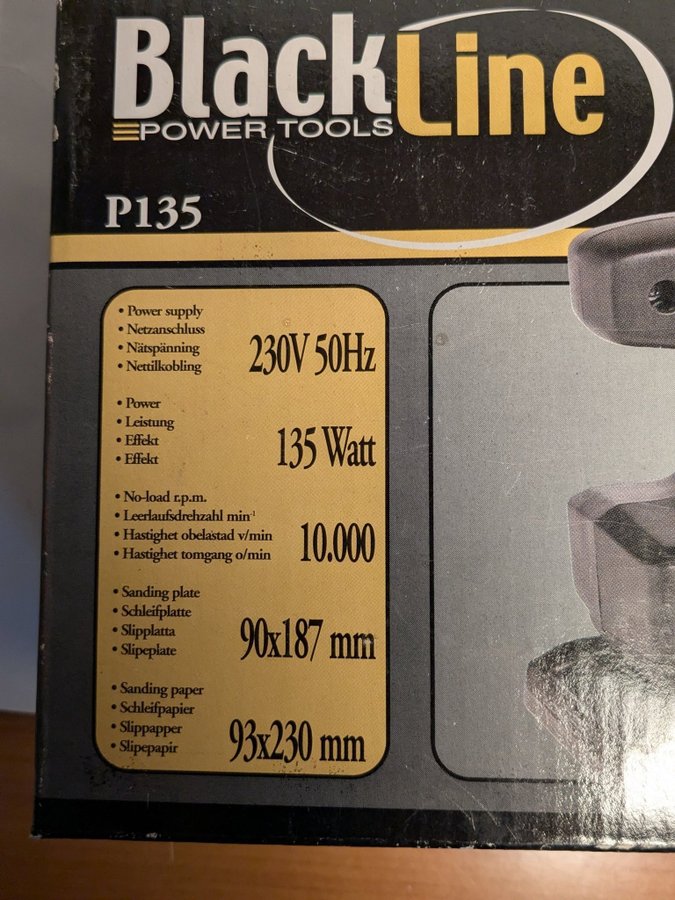 BlackLine
POWER TOOLS
P135
• Power supply
• Netzanschluss
• Nätspänning
• Nettilkobling
230V 50Hz
• Power
• Leistung
• Effekt
• Effekt
135 Watt
• No-load r.p.m.
• Leerlaufsdrehzahl min⁻¹
• Hastighet obelastad v/min
• Hastighet tomgang o/min
10.000
• Sanding plate
• Schleifplatte
• Slipplatta
• Slipeplate
90x187 mm
• Sanding paper
• Schleifpapier
• Slippapper
• Slipepapir
93x230 mm